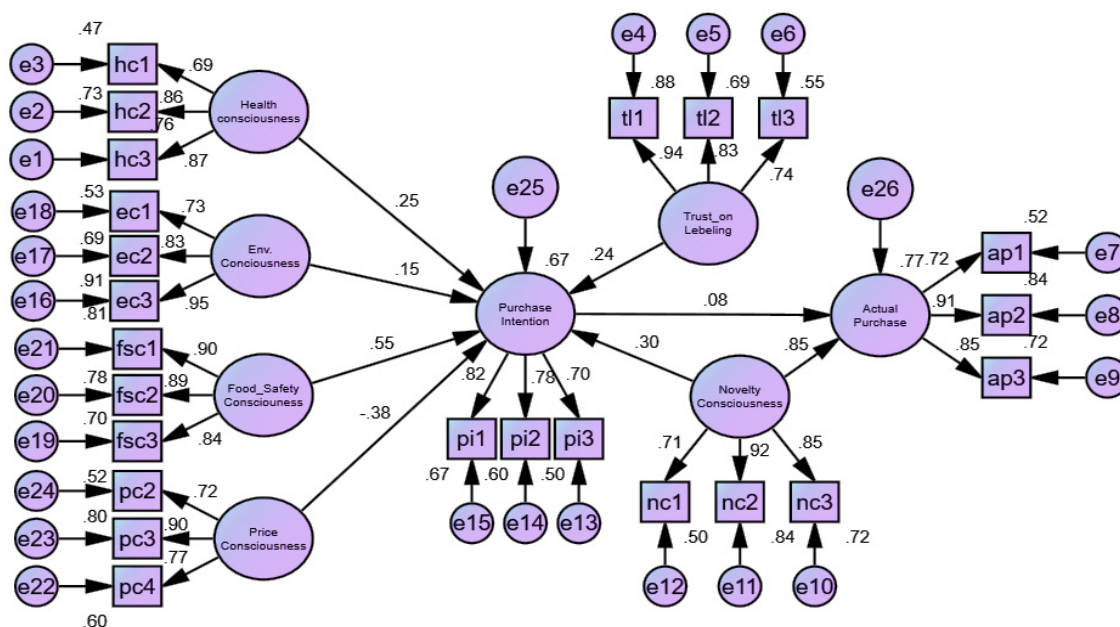 .47
e3
hc1
.69
e2
.73
hc2
.86
.76
e1
hc3
.87
Health
consciousness
.25
e18
.53
ec1
.73
e17
.69
ec2
.83
e16
.91
ec3
.95
Env.
Conciousness
.15
.81
e21
fsc1
.90
e20
.78
fsc2
.89
e19
.70
fsc3
.84
Food_Safety
Consciouness
.55
e24
.52
pc2
.72
e23
.80
pc3
.90
e22
pc4
.77
.60
Price
Consciousness
-.38
e25
.67
Purchase
Intention
.82
.78
.70
pi1
pi2
pi3
.67
.60
.50
e15
e14
e13
e4
e5
e6
.88
.69
.55
tl1
tl2
tl3
.94
.83
.74
Trust_on
Lebeling
.24
.08
.30
.85
Novelty
Consciousness
.71
.92
.85
nc1
nc2
nc3
.50
.84
.72
e12
e11
e10
e26
.77
Actual
Purchase
.72
ap1
.52
e7
.91
ap2
.84
e8
.85
ap3
.72
e9